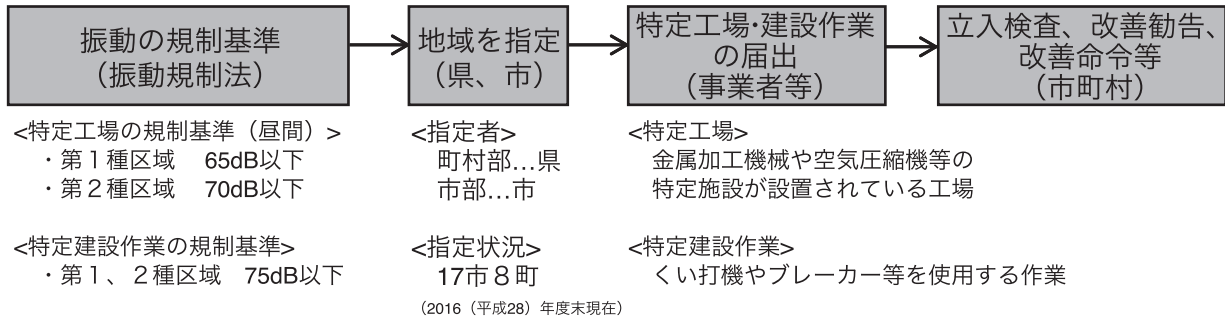 振動の規制基準
（振動規制法）
地域を指定
（県、市）
特定工場・建設作業
の届出
（事業者等）
立入検査、改善勧告、
改善命令等
（市町村）
<特定工場の規制基準（昼間）>
・第１種区域　65dB以下
・第２種区域　70dB以下
<特定建設作業の規制基準>
・第１、２種区域　75dB以下
<指定者>
町村部…県
市部…市
<指定状況>
17市８町
（2016（平成28）年度末現在）
<特定工場>
金属加工機械や空気圧縮機等の
特定施設が設置されている工場
<特定建設作業>
くい打機やブレーカー等を使用する作業